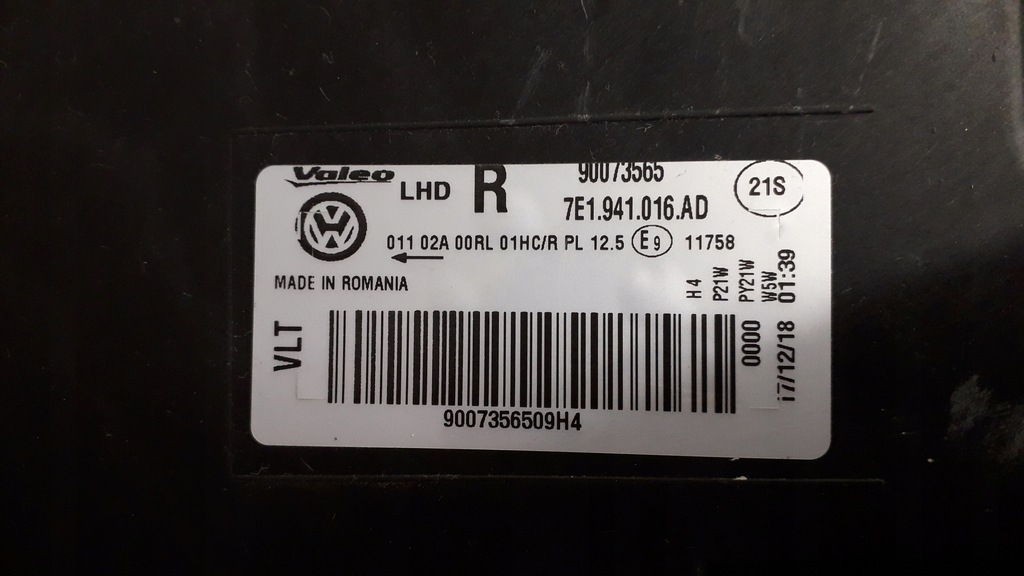 Valeo LHD R 90073565 21S
7E1.941.016.AD
011 02A 00RL 01HC/R PL 12.5 E9 11758
MADE IN ROMANIA
H4
P21W
PY21W
W5W
VLT
0000
17/12/18 01:39
9007356509H4